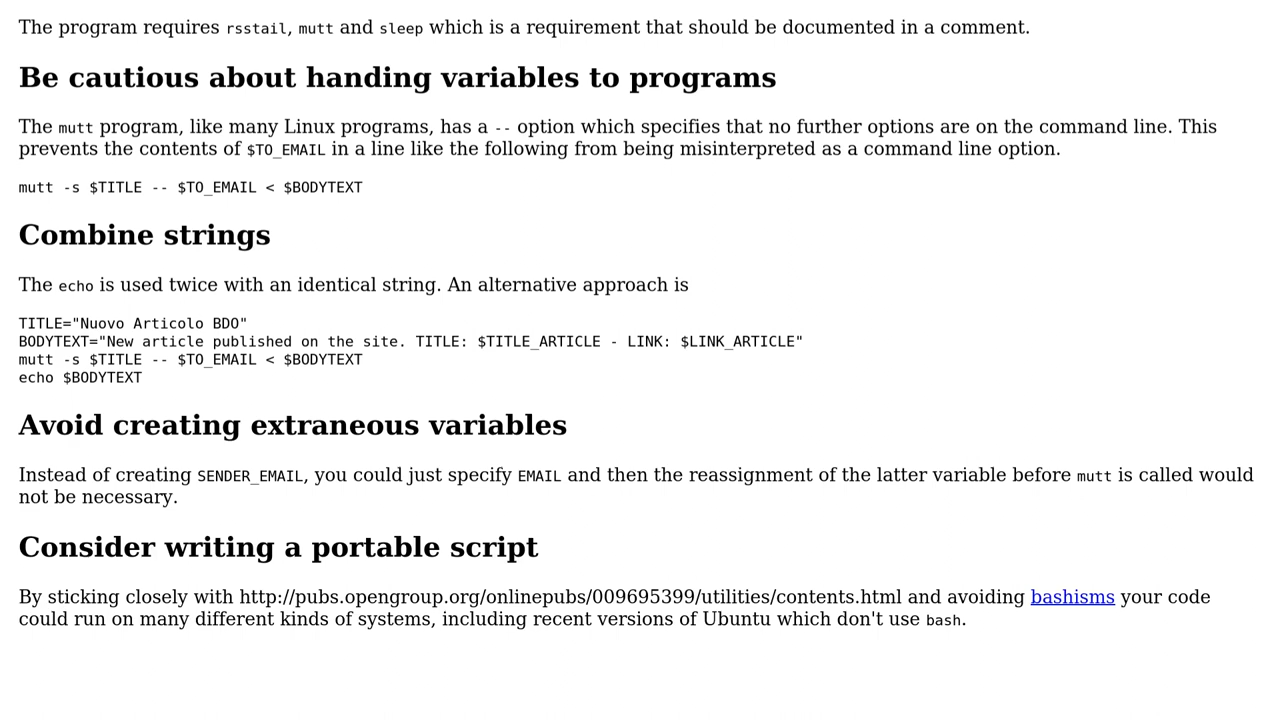 The program requires rsstail, mutt and sleep which is a requirement that should be documented in a comment.
Be cautious about handing variables to programs
The mutt program, like many Linux programs, has a -- option which specifies that no further options are on the command line. This
prevents the contents of $TO_EMAIL in a line like the following from being misinterpreted as a command line option.
mutt -s $TITLE -- $TO_EMAIL < $BODYTEXT
Combine strings
The echo is used twice with an identical string. An alternative approach is
TITLE="Nuovo Articolo BDO"
BODYTEXT="New article published on the site. TITLE: $TITLE_ARTICLE - LINK: $LINK_ARTICLE"
mutt -s $TITLE -- $TO_EMAIL < $BODYTEXT
echo $BODYTEXT
Avoid creating extraneous variables
Instead of creating SENDER_EMAIL, you could just specify EMAIL and then the reassignment of the latter variable before mutt is called would
not be necessary.
Consider writing a portable script
By sticking closely with http://pubs.opengroup.org/onlinepubs/009695399/utilities/contents.html and avoiding bashisms your code
could run on many different kinds of systems, including recent versions of Ubuntu which don't use bash.